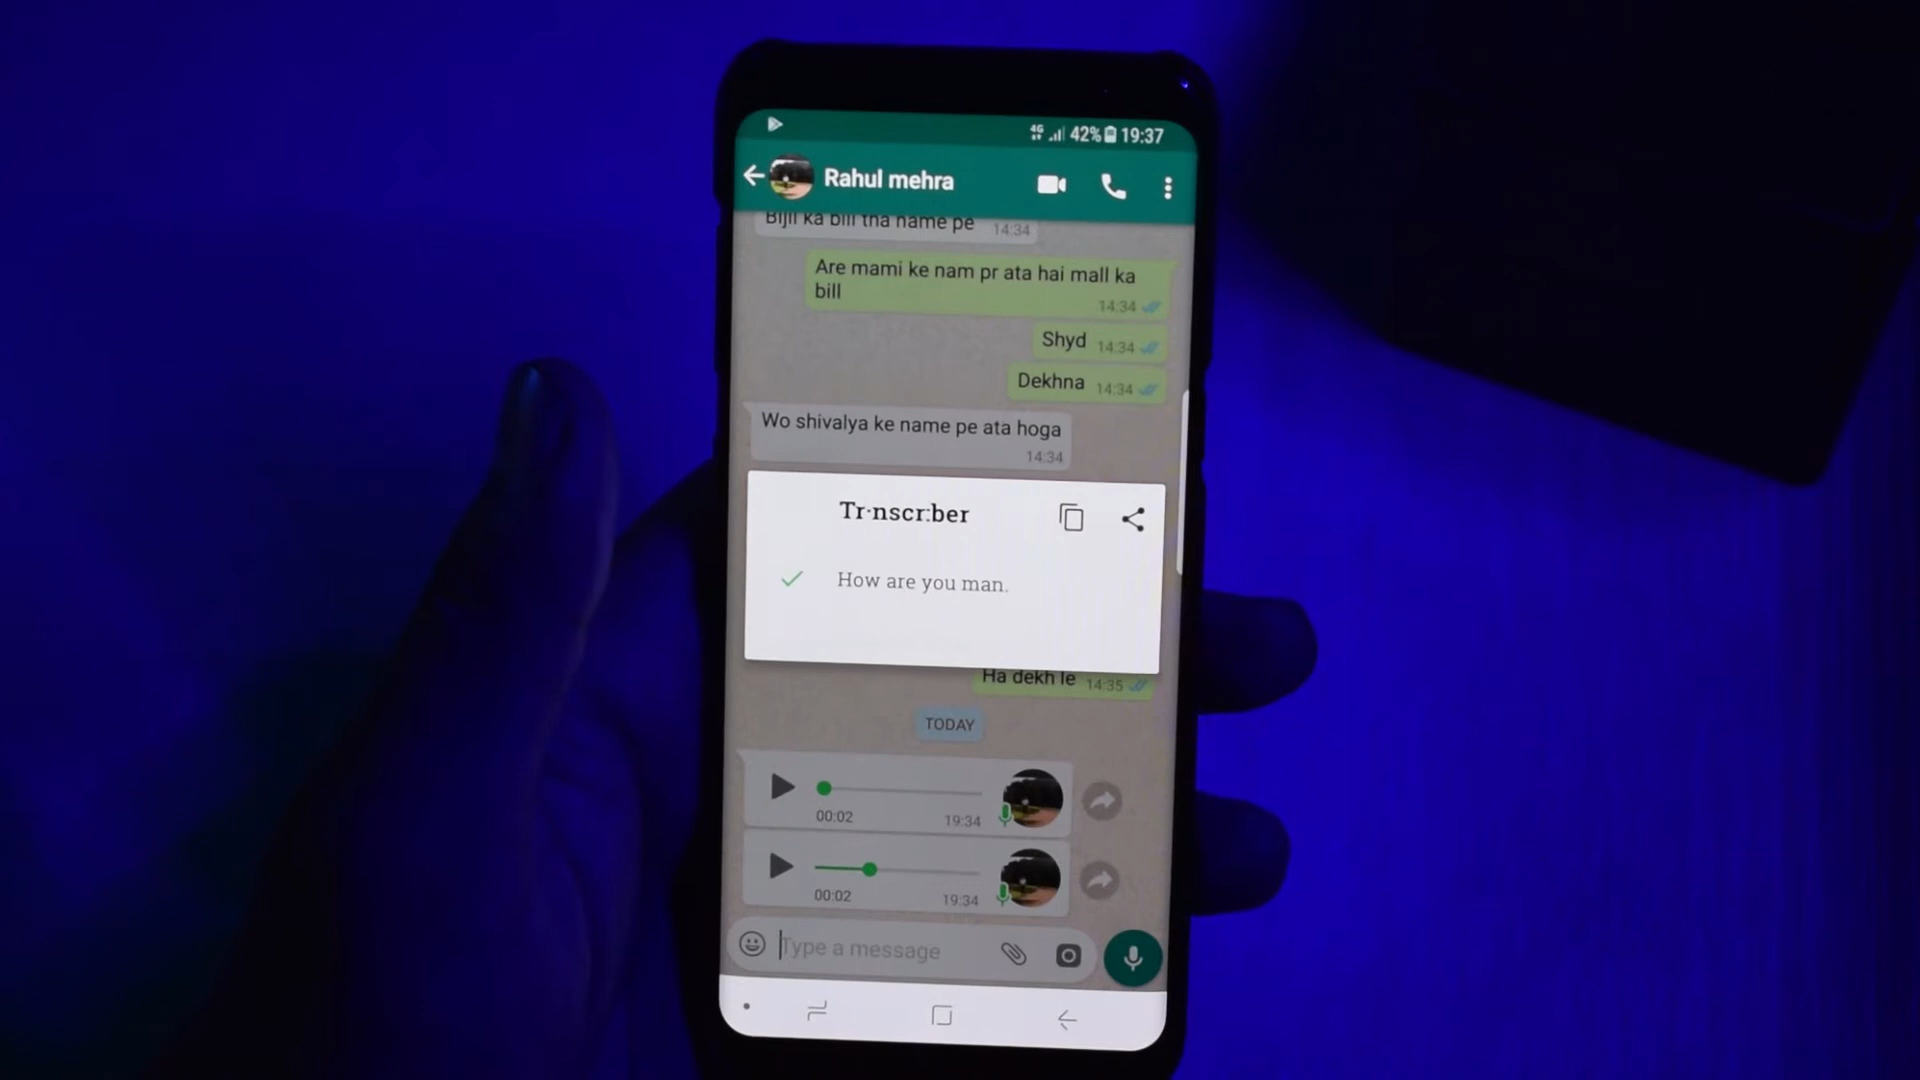 4G 42% 19:37
Rahul mehra
Bijli ka bill tha name pe 14:34
Are mami ke nam pr ata hai mall ka
bill
14:34
Shyd 14:34
Dekhna 14:34
Wo shivalya ke name pe ata hoga
14:34
Tr·nscr:ber
How are you man.
Ha dekh le 14:35
TODAY
00:02 19:34
00:02 19:34
Type a message